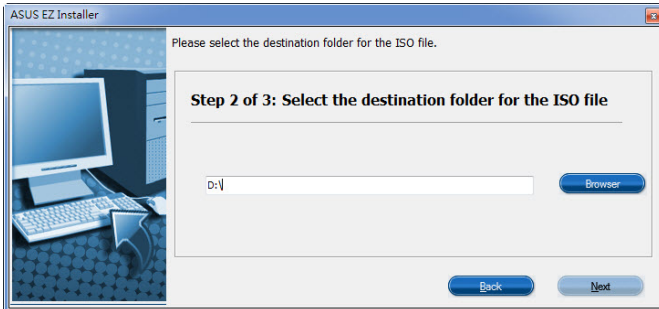 ASUS EZ Installer
Please select the destination folder for the ISO file.
Step 2 of 3: Select the destination folder for the ISO file
D:\
Browser
Back
Next